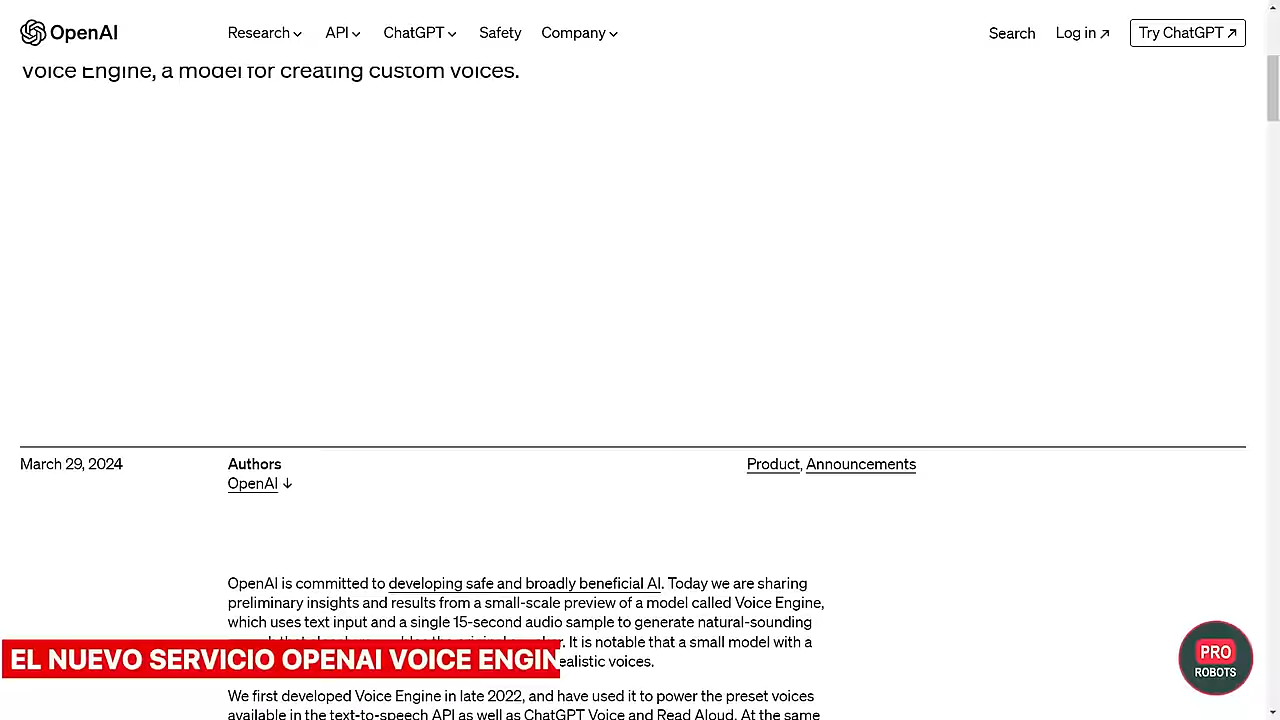 OpenAI
Research
API
ChatGPT
Safety
Company
Search
Log in ↗
Try ChatGPT ↗
Voice Engine, a model for creating custom voices.
March 29, 2024
Authors
OpenAI ↓
Product, Announcements
OpenAI is committed to developing safe and broadly beneficial AI. Today we are sharing
preliminary insights and results from a small-scale preview of a model called Voice Engine,
which uses text input and a single 15-second audio sample to generate natural-sounding
It is notable that a small model with a
realistic voices.
EL NUEVO SERVICIO OPENAI VOICE ENGIN
We first developed Voice Engine in late 2022, and have used it to power the preset voices
available in the text-to-speech API as well as ChatGPT Voice and Read Aloud. At the same
PRO
ROBOTS